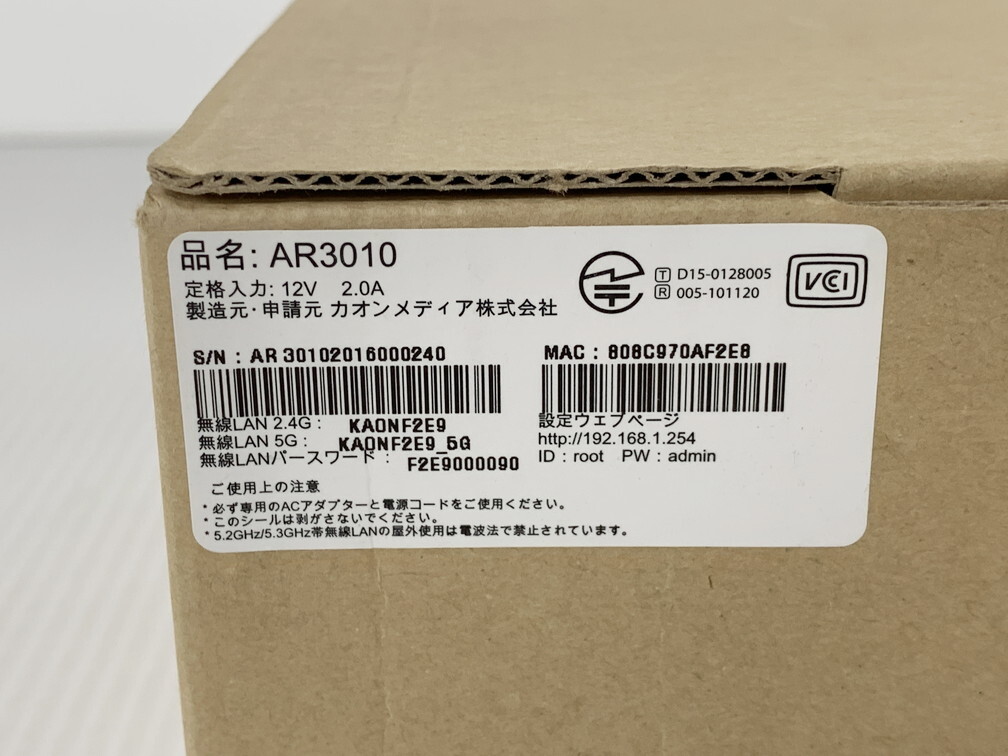 品名: AR3010
定格入力: 12V 2.0A
製造元・申請元 カオンメディア株式会社
T D15-0128005
R 005-101120
VCI
S/N : AR30102016000240
MAC : 808C970AF2E8
無線LAN 2.4G : KAONF2E9
無線LAN 5G : KAONF2E9_5G
無線LANパースワード : F2E9000090
設定ウェブページ
http://192.168.1.254
ID : root PW : admin
ご使用上の注意
* 必ず専用のACアダプターと電源コードをご使用ください。
* このシールは剥がさないでください。
* 5.2GHz/5.3GHz帯無線LANの屋外使用は電波法で禁止されています。